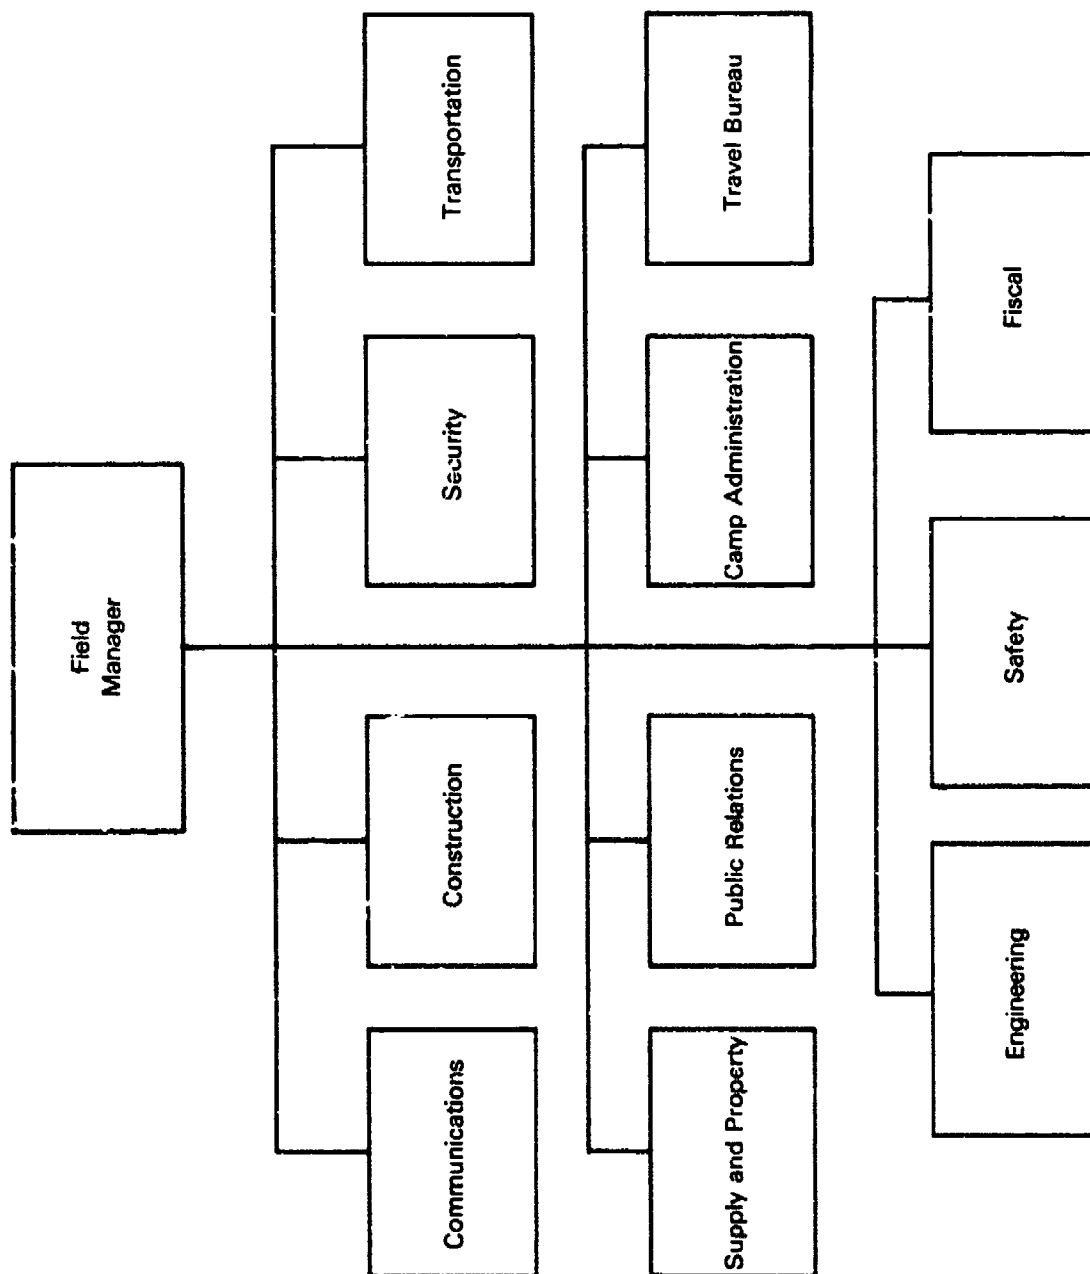 Field
Manager
Communications
Construction
Security
Transportation
Supply and Property
Public Relations
Camp Administration
Travel Bureau
Engineering
Safety
Fiscal